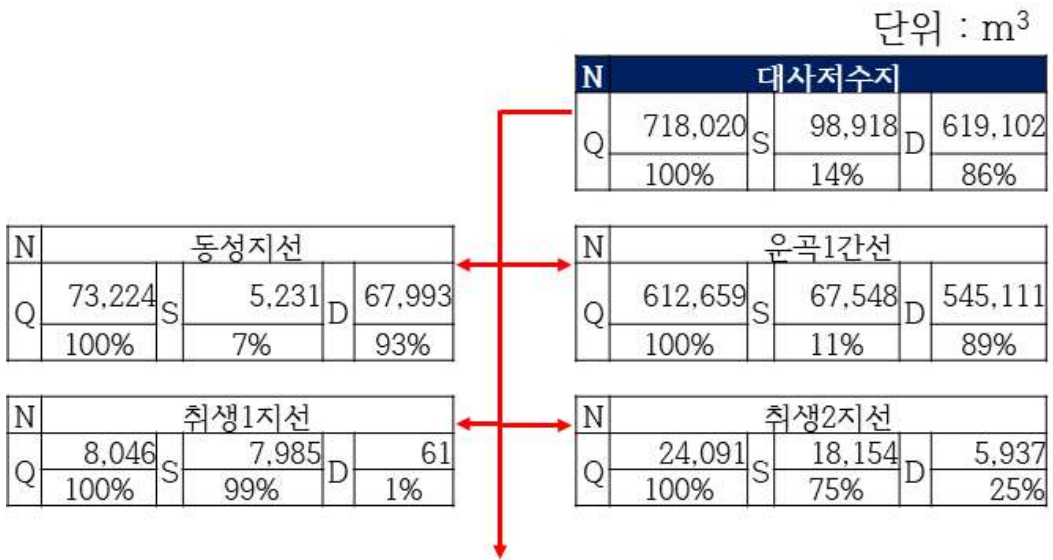 단위 : m³
N 대사저수지
Q 718,020 S 98,918 D 619,102
100% 14% 86%
N 동성지선
Q 73,224 S 5,231 D 67,993
100% 7% 93%
N 운곡1간선
Q 612,659 S 67,548 D 545,111
100% 11% 89%
N 취생1지선
Q 8,046 S 7,985 D 61
100% 99% 1%
N 취생2지선
Q 24,091 S 18,154 D 5,937
100% 75% 25%